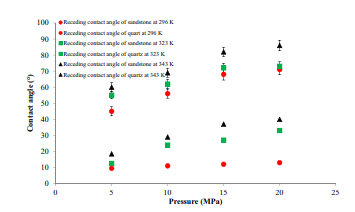 Receding contact angle of sandstone at 296 K
Receding contact angle of quart at 296 K
Receding contact angle of sandstone at 323 K
Receding contact angle of quartz at 323 K
Receding contact angle of sandstone at 343 K
Receding contact angle of quartz at 343 K
Contact angle (°)
100
90
80
70
60
50
40
30
20
10
0
0 5 10 15 20 25
Pressure (MPa)